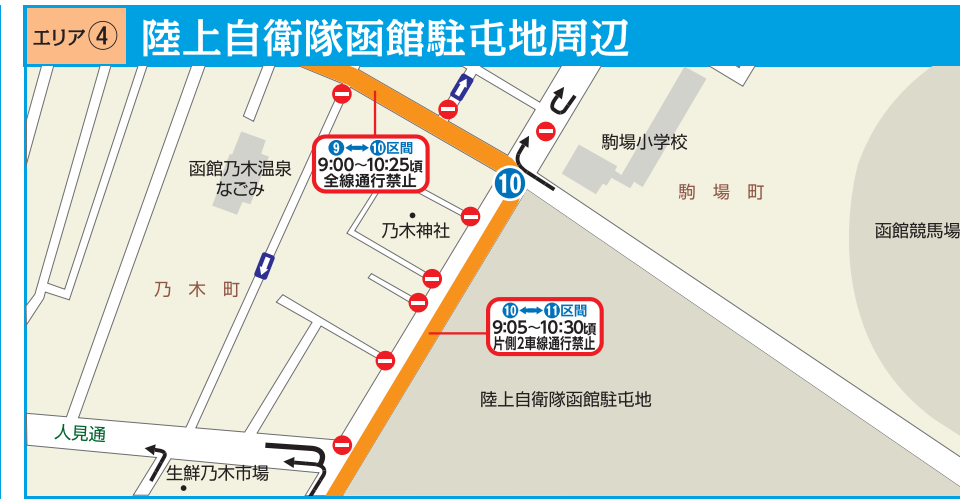 エリア④
陸上自衛隊函館駐屯地周辺
⑨⟷⑩区間
9:00〜10:25頃
全線通行禁止
函館乃木温泉
なごみ
駒場小学校
10
駒場町
乃木神社
函館競馬場
乃木町
⑩⟷⑪区間
9:05〜10:30頃
片側2車線通行禁止
陸上自衛隊函館駐屯地
人見通
生鮮乃木市場